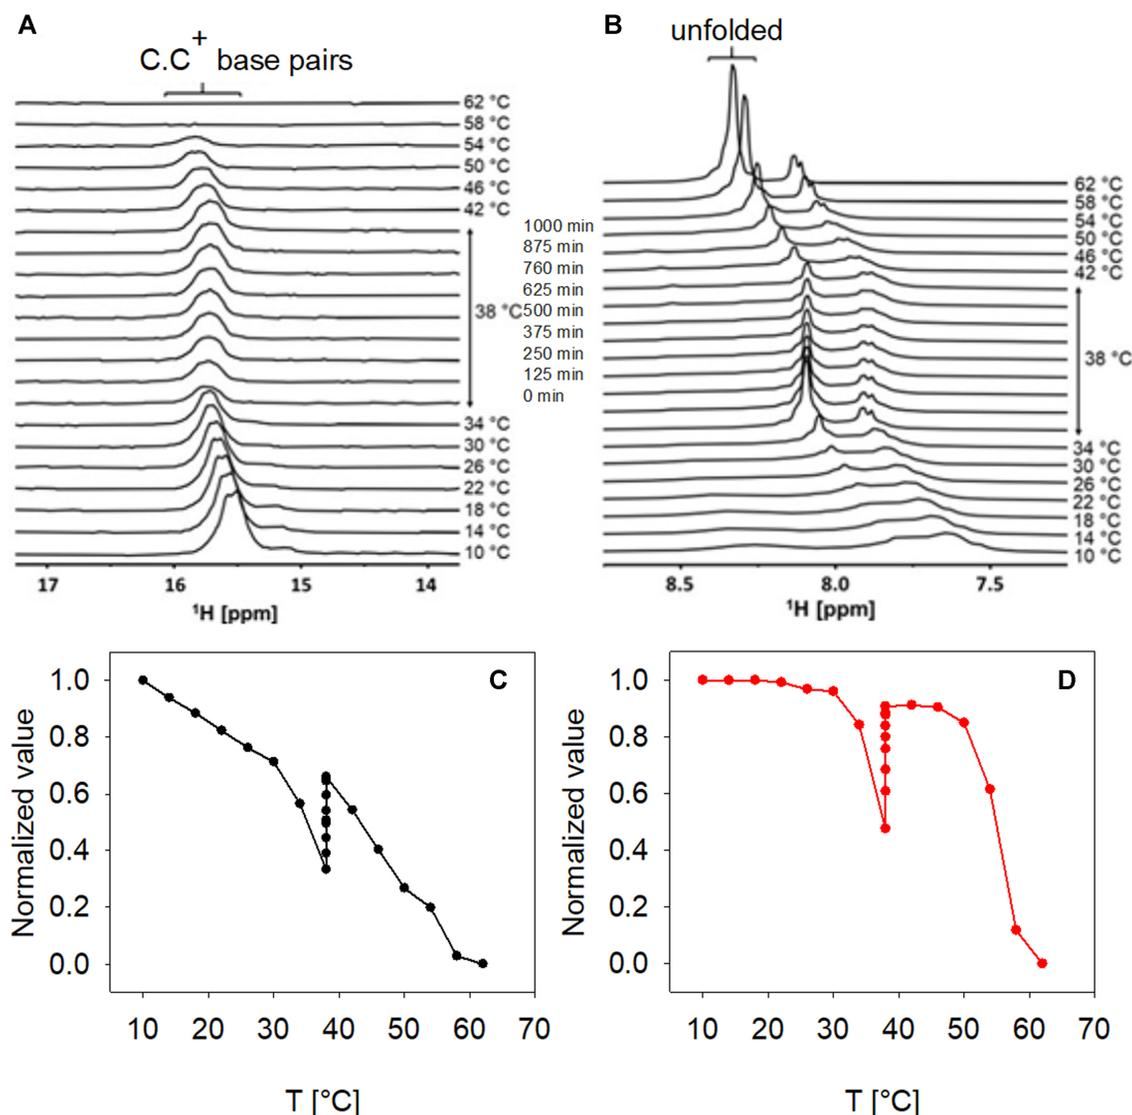 A
C.C+ base pairs
62 °C
58 °C
54 °C
50 °C
46 °C
42 °C
38 °C
34 °C
30 °C
26 °C
22 °C
18 °C
14 °C
10 °C
17 16 15 14
¹H [ppm]
1000 min
875 min
760 min
625 min
500 min
375 min
250 min
125 min
0 min
B
unfolded
62 °C
58 °C
54 °C
50 °C
46 °C
42 °C
38 °C
34 °C
30 °C
26 °C
22 °C
18 °C
14 °C
10 °C
8.5 8.0 7.5
¹H [ppm]
C
Normalized value
1.0
0.8
0.6
0.4
0.2
0.0
10 20 30 40 50 60 70
T [°C]
D
Normalized value
1.0
0.8
0.6
0.4
0.2
0.0
10 20 30 40 50 60 70
T [°C]